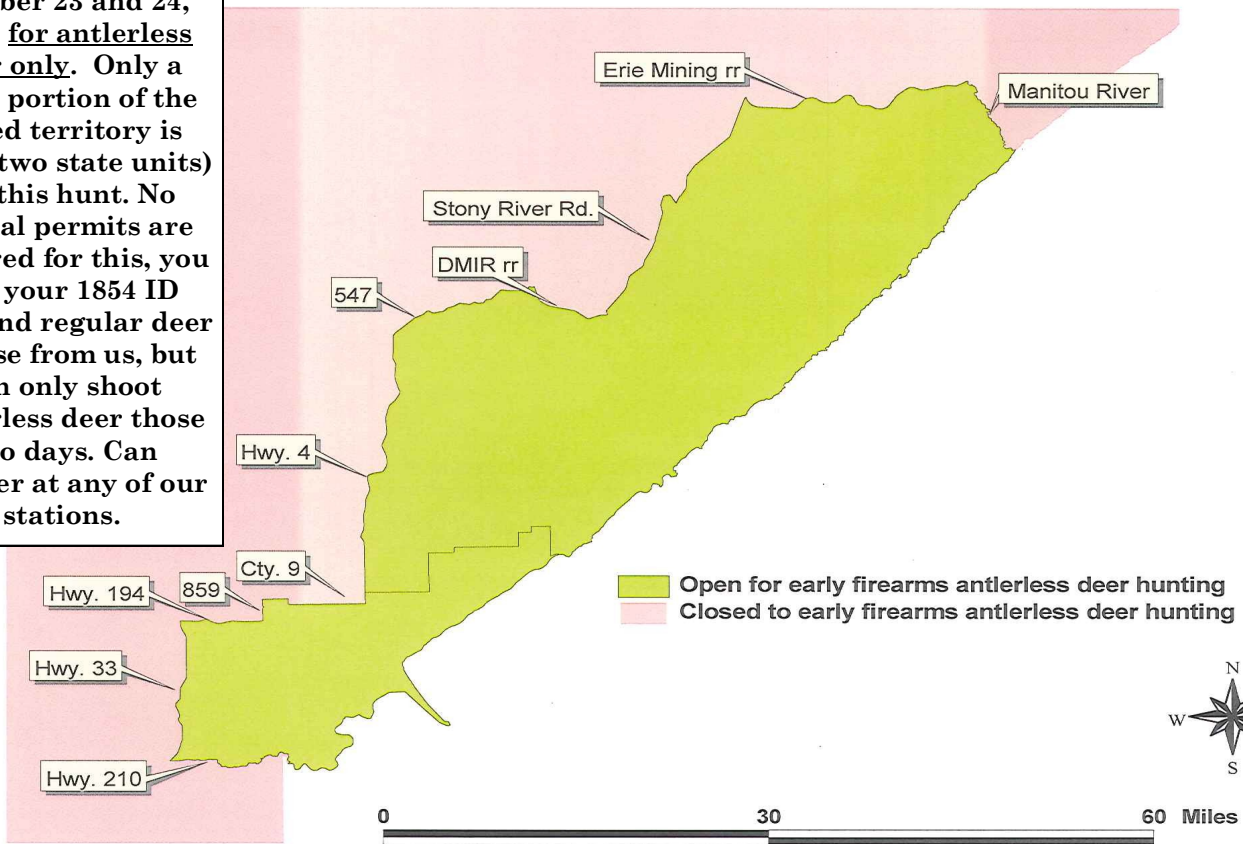 ber 23 and 24,
for antlerless
r only. Only a
portion of the
ed territory is
two state units)
this hunt. No
al permits are
red for this, you
your 1854 ID
nd regular deer
se from us, but
n only shoot
rless deer those
o days. Can
er at any of our
stations.
Erie Mining rr
Manitou River
Stony River Rd.
DMIR rr
547
Hwy. 4
Cty. 9
859
Hwy. 194
Hwy. 33
Hwy. 210
Open for early firearms antlerless deer hunting
Closed to early firearms antlerless deer hunting
N
W
S
0 30 60 Miles